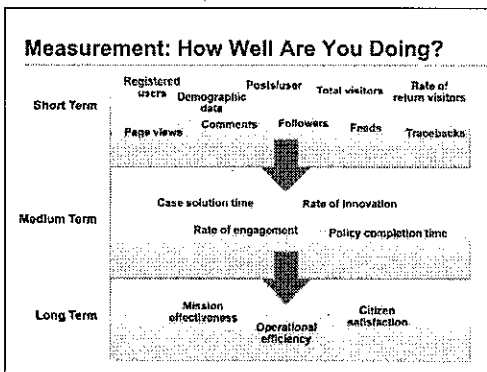 Measurement: How Well Are You Doing?
Short Term
Registered
users
Demographic
data
Posts/user
Total visitors
Rate of
return visitors
Page views
Comments
Followers
Feeds
Tracebacks
Medium Term
Case solution time
Rate of Innovation
Rate of engagement
Policy completion time
Long Term
Mission
effectiveness
Operational
efficiency
Citizen
satisfaction